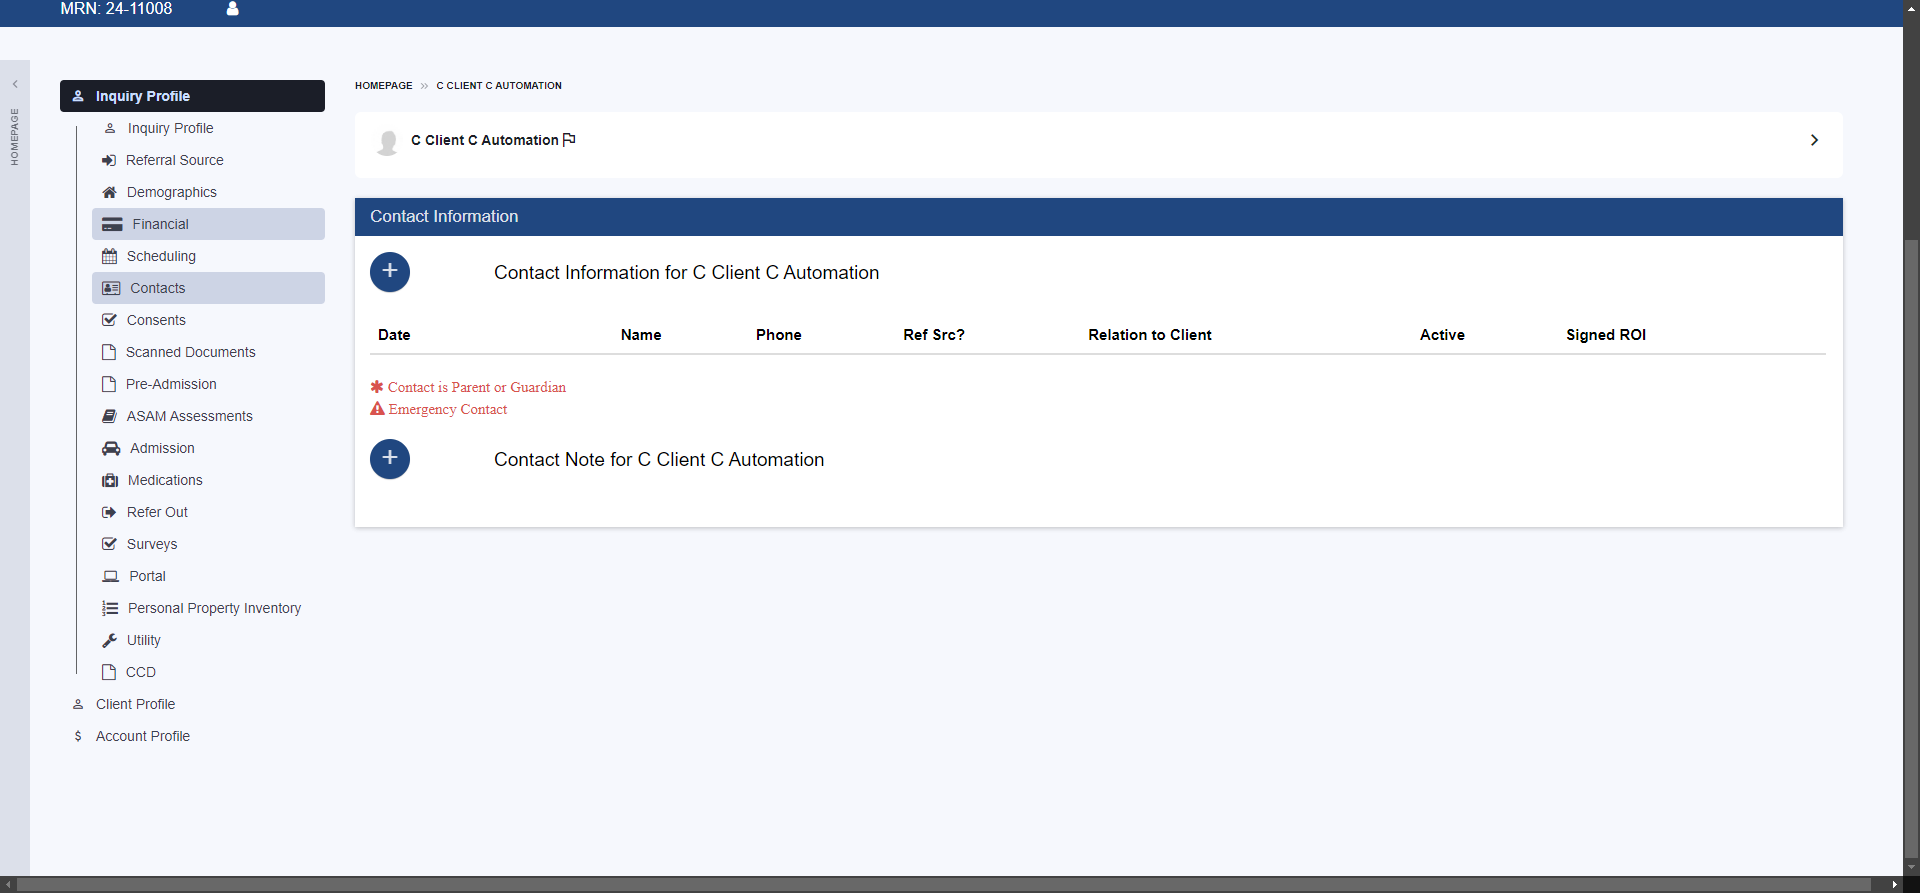 MRN: 24-11008
HOMEPAGE
Inquiry Profile
Inquiry Profile
Referral Source
Demographics
Financial
Scheduling
Contacts
Consents
Scanned Documents
Pre-Admission
ASAM Assessments
Admission
Medications
Refer Out
Surveys
Portal
Personal Property Inventory
Utility
CCD
Client Profile
$ Account Profile
HOMEPAGE » C CLIENT C AUTOMATION
C Client C Automation
Contact Information
+ Contact Information for C Client C Automation
Date Name Phone Ref Src? Relation to Client Active Signed ROI
Contact is Parent or Guardian
Emergency Contact
+ Contact Note for C Client C Automation